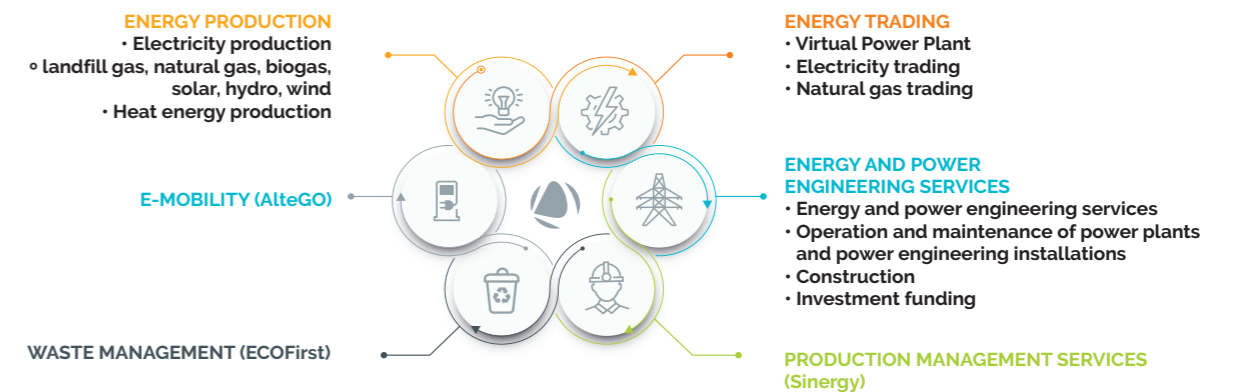 ENERGY PRODUCTION
• Electricity production
⚬ landfill gas, natural gas, biogas,
solar, hydro, wind
• Heat energy production
ENERGY TRADING
• Virtual Power Plant
• Electricity trading
• Natural gas trading
E-MOBILITY (AlteGO)
ENERGY AND POWER
ENGINEERING SERVICES
• Energy and power engineering services
• Operation and maintenance of power plants
and power engineering installations
• Construction
• Investment funding
WASTE MANAGEMENT (ECOFirst)
PRODUCTION MANAGEMENT SERVICES
(Sinergy)